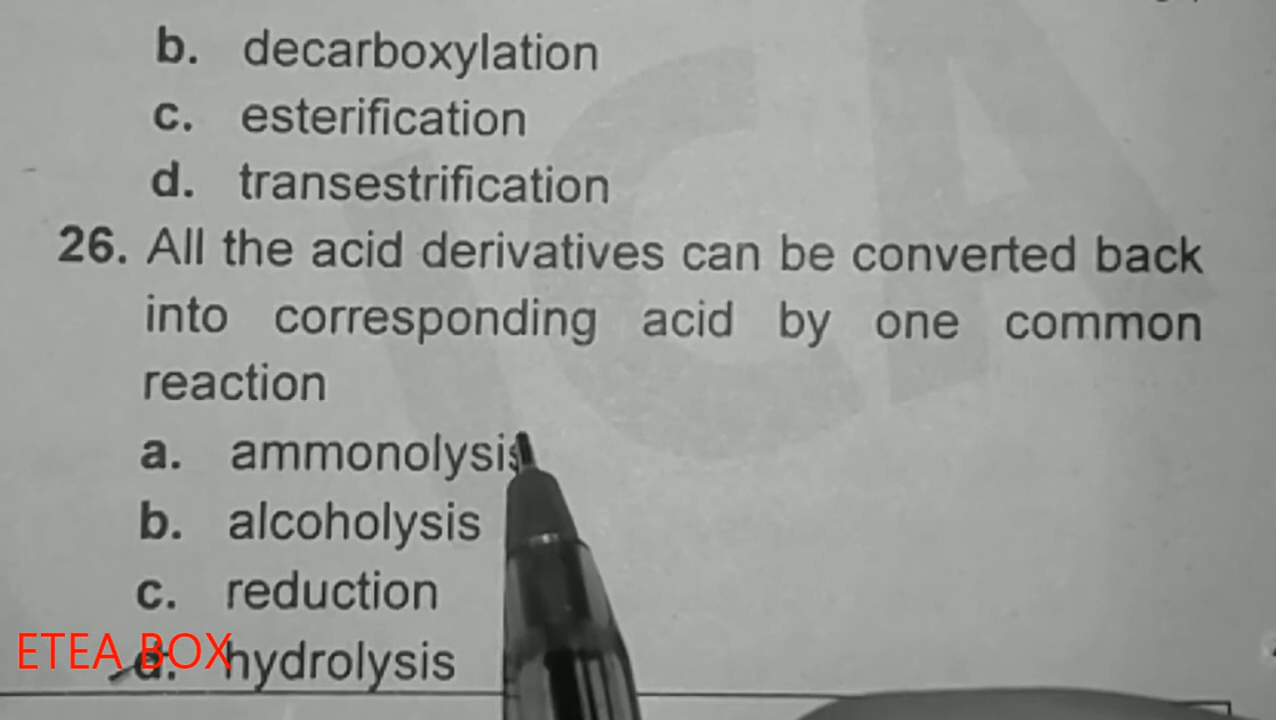 b. decarboxylation
c. esterification
d. transestrification
26. All the acid derivatives can be converted back
into corresponding acid by one common
reaction
a. ammonolysis
b. alcoholysis
c. reduction
d. hydrolysis
ETEA BOX